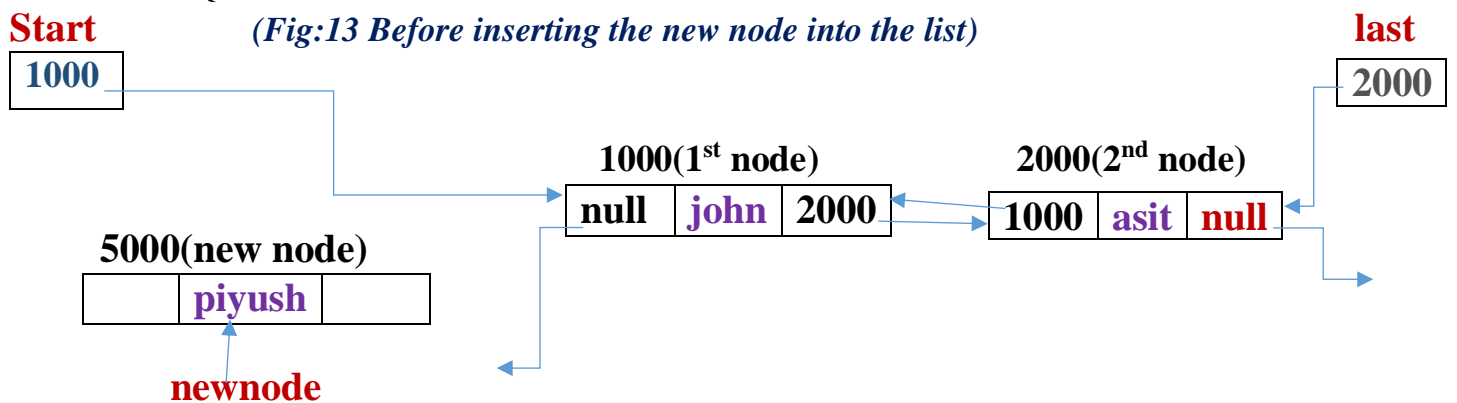 Start (Fig:13 Before inserting the new node into the list) last
1000 2000
1000(1st node) 2000(2nd node)
null john 2000 1000 asit null
5000(new node)
piyush
newnode